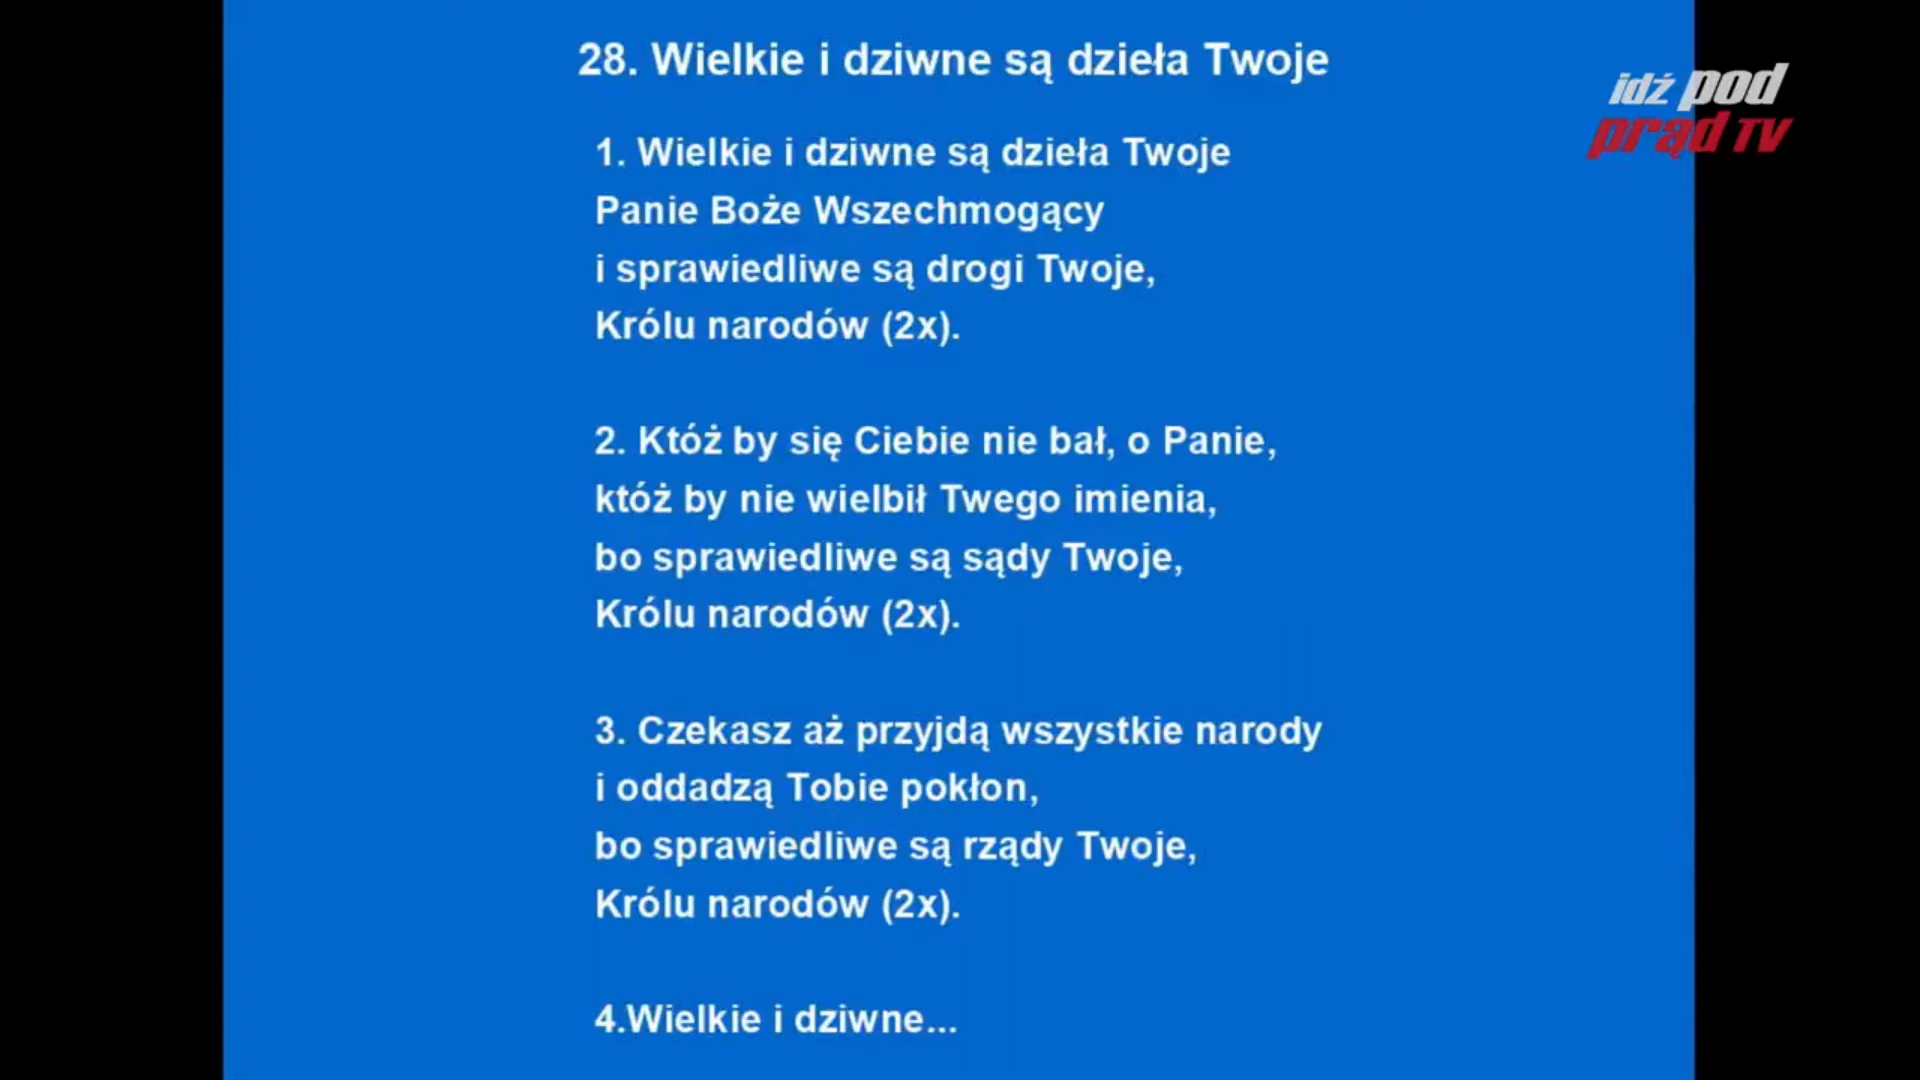 28. Wielkie i dziwne są dzieła Twoje
idź pod
prąd TV
1. Wielkie i dziwne są dzieła Twoje
Panie Boże Wszechmogący
i sprawiedliwe są drogi Twoje,
Królu narodów (2x).
2. Któż by się Ciebie nie bał, o Panie,
któż by nie wielbił Twego imienia,
bo sprawiedliwe są sądy Twoje,
Królu narodów (2x).
3. Czekasz aż przyjdą wszystkie narody
i oddadzą Tobie pokłon,
bo sprawiedliwe są rządy Twoje,
Królu narodów (2x).
4.Wielkie i dziwne...